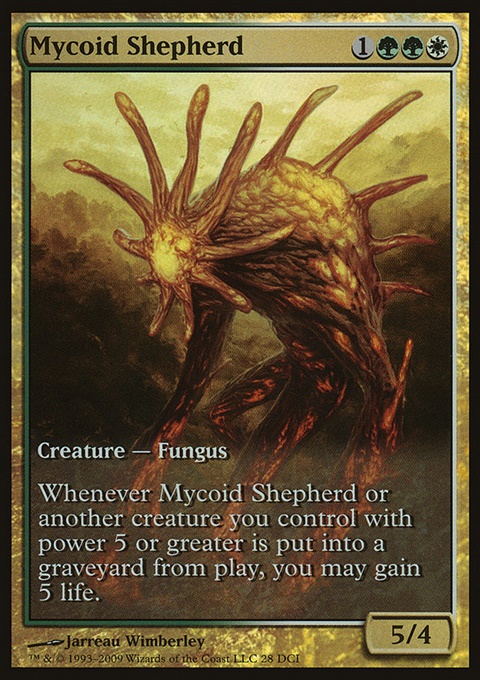 Mycoid Shepherd 1
Creature — Fungus
Whenever Mycoid Shepherd or
another creature you control with
power 5 or greater is put into a
graveyard from play, you may gain
5 life.
5/4
Jarreau Wimberley
™ & © 1993–2009 Wizards of the Coast LLC 28 DCI